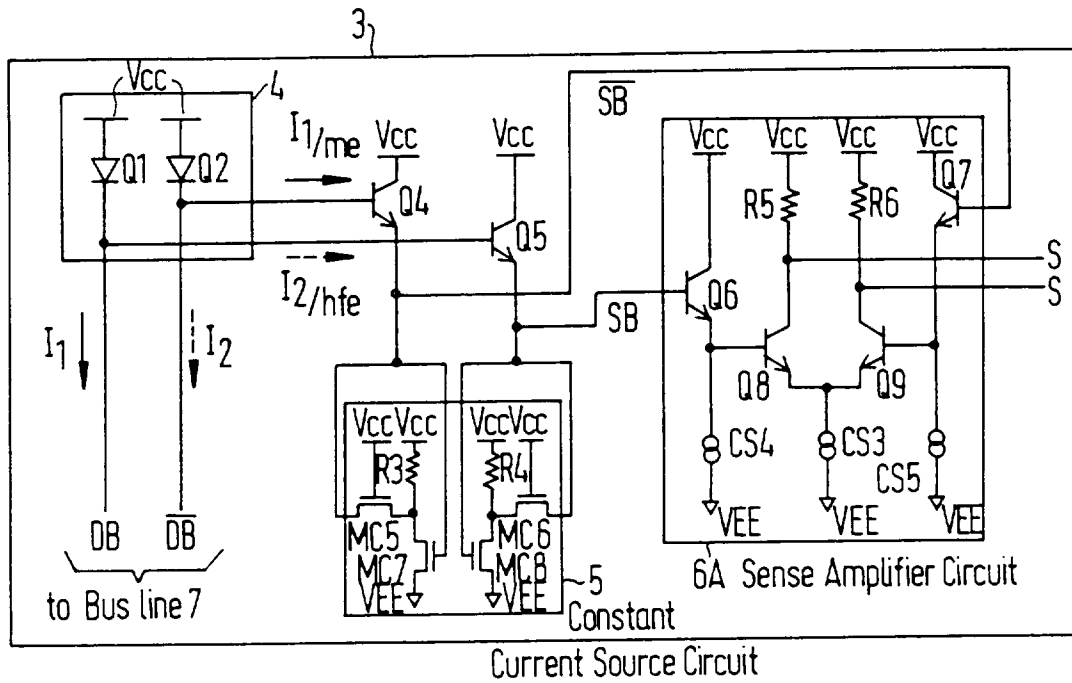 3
Vcc
4
Q1
Q2
I1/me
I2/hfe
I1
I2
DB
D̅B̅
to Bus line 7
Vcc
Q4
Vcc
Q5
S̅B̅
SB
Vcc Vcc
R3
MC5
MC7
VEE
Vcc Vcc
R4
MC6
MC8
VEE
5
Constant
Vcc
Vcc
Vcc
Vcc
Q7
R5
R6
Q6
Q8
Q9
S
S
CS4
CS3
CS5
VEE
VEE
VEE
6A Sense Amplifier Circuit
Current Source Circuit